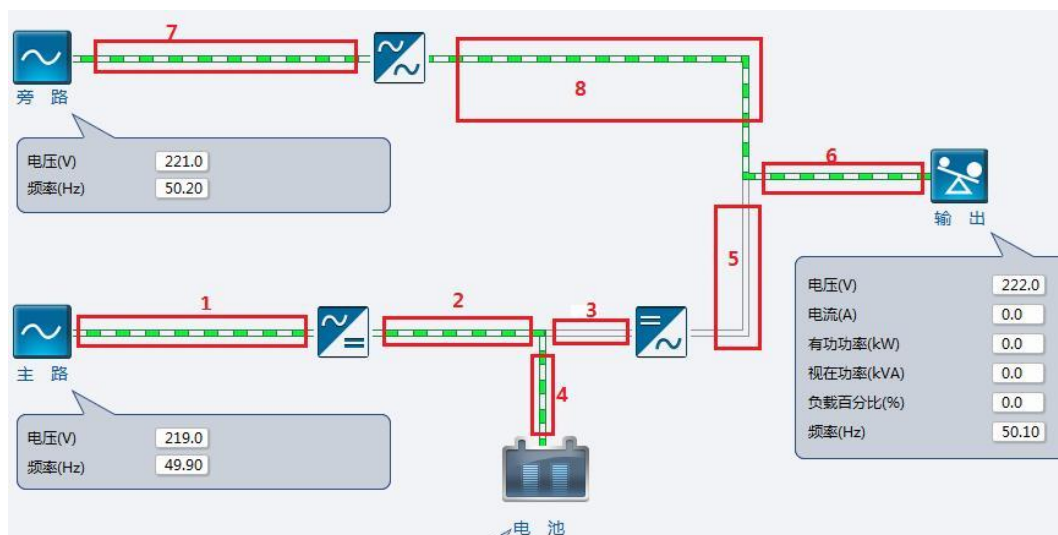 7
旁 路
8
电压(V) 221.0
频率(Hz) 50.20
6
输 出
5
电压(V) 222.0
电流(A) 0.0
有功功率(kW) 0.0
视在功率(kVA) 0.0
负载百分比(%) 0.0
频率(Hz) 50.10
1
2
3
主 路
4
电压(V) 219.0
频率(Hz) 49.90
电 池